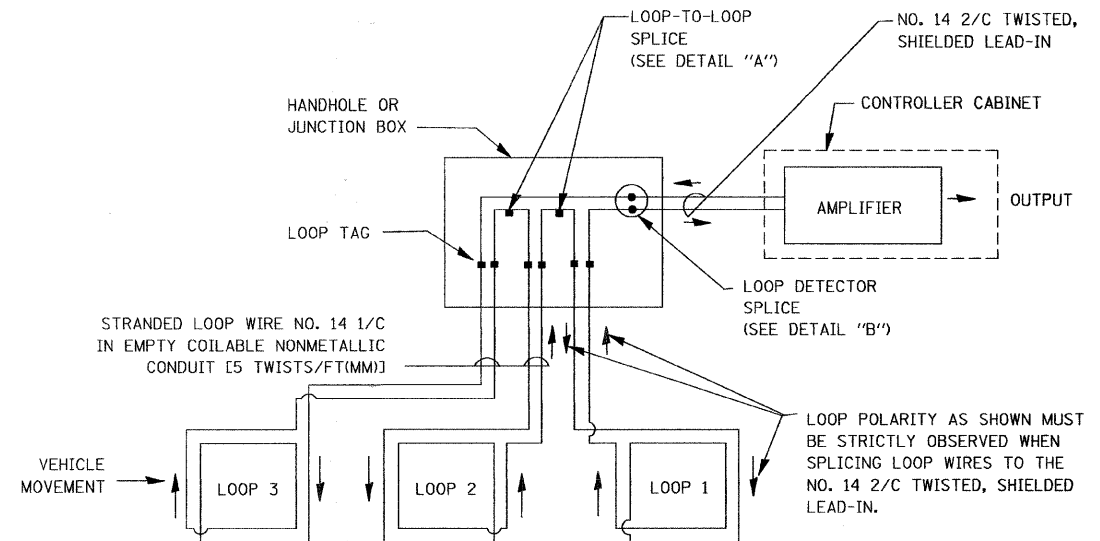 LOOP-TO-LOOP
SPLICE
(SEE DETAIL "A")
NO. 14 2/C TWISTED,
SHIELDED LEAD-IN
HANDHOLE OR
JUNCTION BOX
CONTROLLER CABINET
AMPLIFIER
OUTPUT
LOOP TAG
LOOP DETECTOR
SPLICE
(SEE DETAIL "B")
STRANDED LOOP WIRE NO. 14 1/C
IN EMPTY COILABLE NONMETALLIC
CONDUIT [5 TWISTS/FT(MM)]
LOOP POLARITY AS SHOWN MUST
BE STRICTLY OBSERVED WHEN
SPLICING LOOP WIRES TO THE
NO. 14 2/C TWISTED, SHIELDED
LEAD-IN.
VEHICLE
MOVEMENT
LOOP 3
LOOP 2
LOOP 1